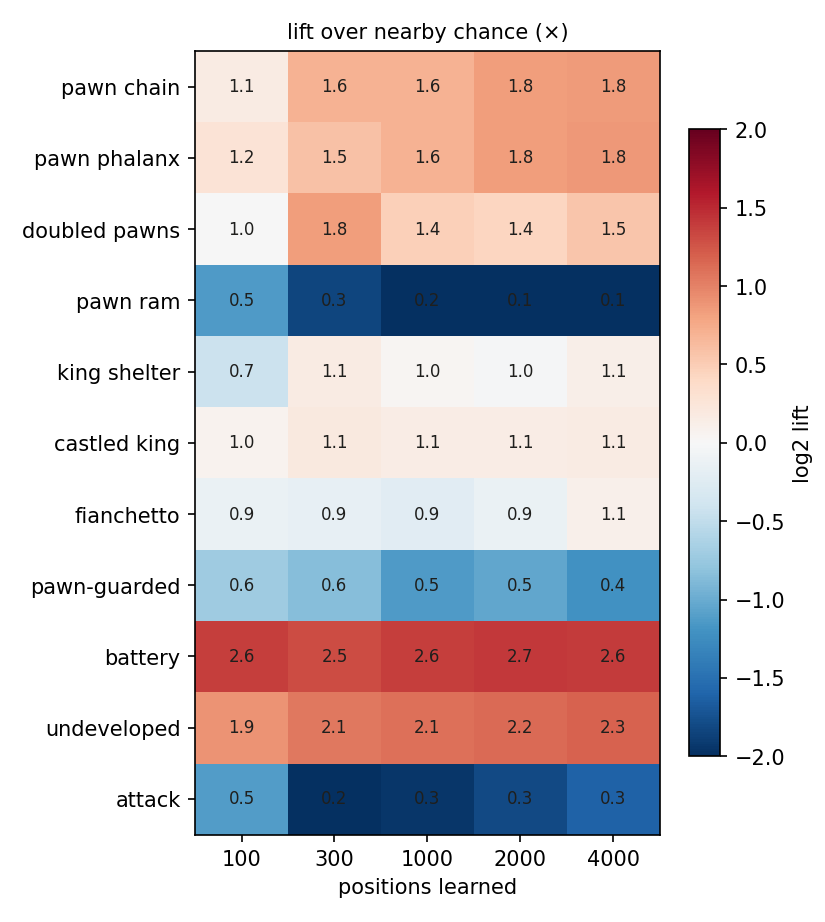 lift over nearby chance (×)
pawn chain 1.1 1.6 1.6 1.8 1.8
pawn phalanx 1.2 1.5 1.6 1.8 1.8
doubled pawns 1.0 1.8 1.4 1.4 1.5
pawn ram 0.5 0.3 0.2 0.1 0.1
king shelter 0.7 1.1 1.0 1.0 1.1
castled king 1.0 1.1 1.1 1.1 1.1
fianchetto 0.9 0.9 0.9 0.9 1.1
pawn-guarded 0.6 0.6 0.5 0.5 0.4
battery 2.6 2.5 2.6 2.7 2.6
undeveloped 1.9 2.1 2.1 2.2 2.3
attack 0.5 0.2 0.3 0.3 0.3
100 300 1000 2000 4000
positions learned
2.0
1.5
1.0
0.5
0.0
−0.5
−1.0
−1.5
−2.0
log2 lift